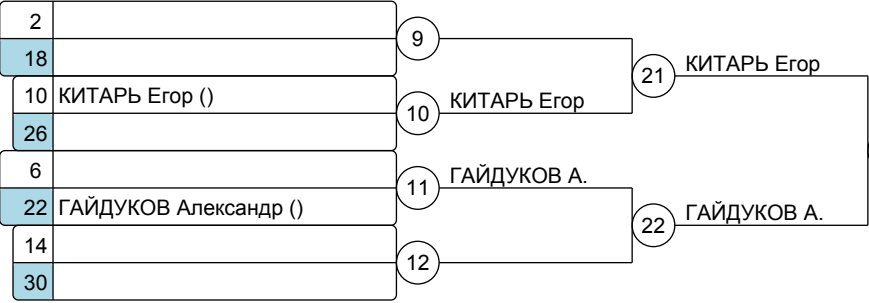 2
9
18
21 КИТАРЬ Егор
10 КИТАРЬ Егор ()
10 КИТАРЬ Егор
26
6
11 ГАЙДУКОВ А.
22 ГАЙДУКОВ Александр ()
22 ГАЙДУКОВ А.
14
12
30